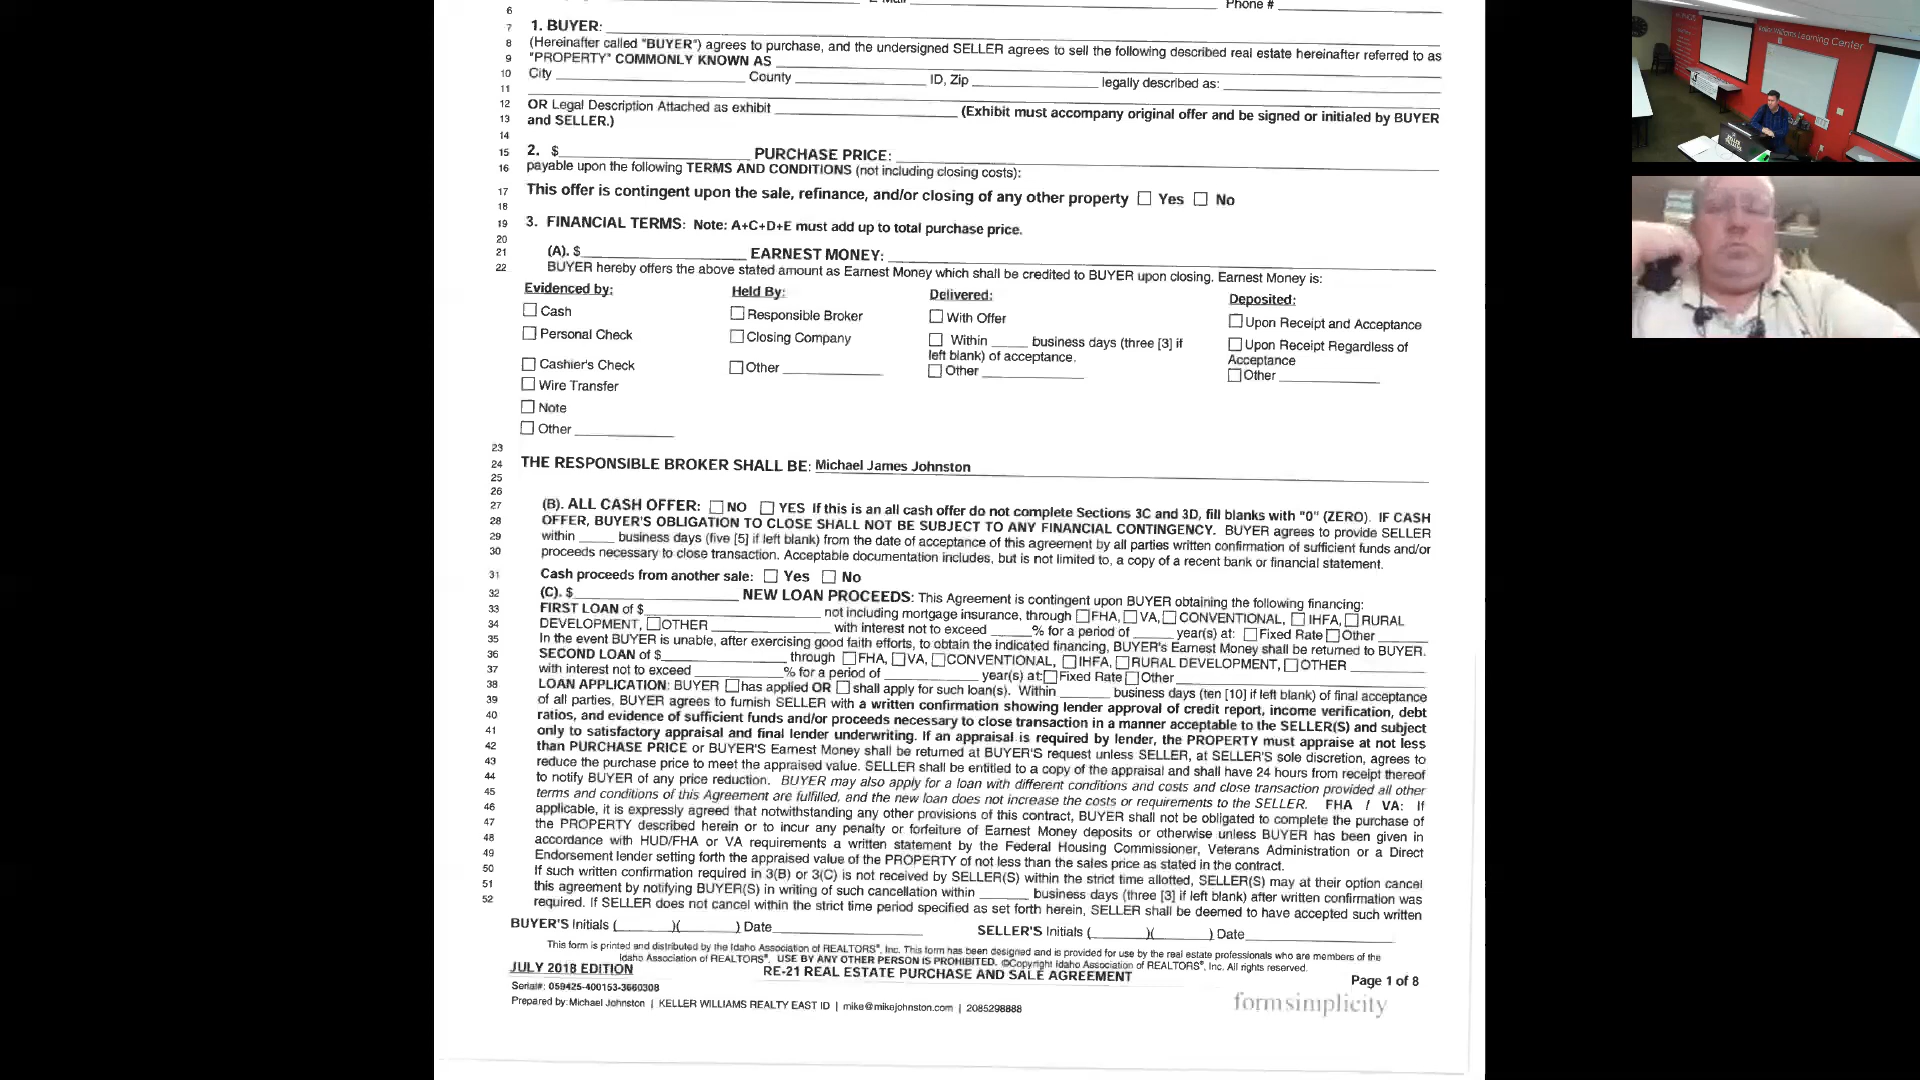 Phone #
6
7 1. BUYER:
8 (Hereinafter called "BUYER") agrees to purchase, and the undersigned SELLER agrees to sell the following described real estate hereinafter referred to as
9 "PROPERTY" COMMONLY KNOWN AS
10 City County ID, Zip legally described as:
11
12 OR Legal Description Attached as exhibit (Exhibit must accompany original offer and be signed or initialed by BUYER
13 and SELLER.)
14
15 2. $ PURCHASE PRICE:
16 payable upon the following TERMS AND CONDITIONS (not including closing costs):
17 This offer is contingent upon the sale, refinance, and/or closing of any other property Yes No
18
19 3. FINANCIAL TERMS: Note: A+C+D+E must add up to total purchase price.
20
21 (A). $ EARNEST MONEY:
22 BUYER hereby offers the above stated amount as Earnest Money which shall be credited to BUYER upon closing. Earnest Money is:
Evidenced by: Held By: Delivered: Deposited:
Cash Responsible Broker With Offer Upon Receipt and Acceptance
Personal Check Closing Company Within business days (three [3] if Upon Receipt Regardless of
left blank) of acceptance. Acceptance
Cashier's Check Other Other Other
Wire Transfer
Note
Other
23
24 THE RESPONSIBLE BROKER SHALL BE: Michael James Johnston
25
26
27 (B). ALL CASH OFFER: NO YES If this is an all cash offer do not complete Sections 3C and 3D, fill blanks with "0" (ZERO). IF CASH
28 OFFER, BUYER'S OBLIGATION TO CLOSE SHALL NOT BE SUBJECT TO ANY FINANCIAL CONTINGENCY. BUYER agrees to provide SELLER
29 within business days (five [5] if left blank) from the date of acceptance of this agreement by all parties written confirmation of sufficient funds and/or
30 proceeds necessary to close transaction. Acceptable documentation includes, but is not limited to, a copy of a recent bank or financial statement.
31 Cash proceeds from another sale: Yes No
32 (C). $ NEW LOAN PROCEEDS: This Agreement is contingent upon BUYER obtaining the following financing:
33 FIRST LOAN of $ not including mortgage insurance, through FHA, VA, CONVENTIONAL, IHFA, RURAL
34 DEVELOPMENT, OTHER with interest not to exceed % for a period of year(s) at: Fixed Rate Other
35 In the event BUYER is unable, after exercising good faith efforts, to obtain the indicated financing, BUYER's Earnest Money shall be returned to BUYER.
36 SECOND LOAN of $ through FHA, VA, CONVENTIONAL, IHFA, RURAL DEVELOPMENT, OTHER
37 with interest not to exceed % for a period of year(s) at: Fixed Rate Other
38 LOAN APPLICATION: BUYER has applied OR shall apply for such loan(s). Within business days (ten [10] if left blank) of final acceptance
39 of all parties, BUYER agrees to furnish SELLER with a written confirmation showing lender approval of credit report, income verification, debt
40 ratios, and evidence of sufficient funds and/or proceeds necessary to close transaction in a manner acceptable to the SELLER(S) and subject
41 only to satisfactory appraisal and final lender underwriting. If an appraisal is required by lender, the PROPERTY must appraise at not less
42 than PURCHASE PRICE or BUYER'S Earnest Money shall be returned at BUYER'S request unless SELLER, at SELLER'S sole discretion, agrees to
43 reduce the purchase price to meet the appraised value. SELLER shall be entitled to a copy of the appraisal and shall have 24 hours from receipt thereof
44 to notify BUYER of any price reduction. BUYER may also apply for a loan with different conditions and costs and close transaction provided all other
45 terms and conditions of this Agreement are fulfilled, and the new loan does not increase the costs or requirements to the SELLER. FHA / VA: If
46 applicable, it is expressly agreed that notwithstanding any other provisions of this contract, BUYER shall not be obligated to complete the purchase of
47 the PROPERTY described herein or to incur any penalty or forfeiture of Earnest Money deposits or otherwise unless BUYER has been given in
48 accordance with HUD/FHA or VA requirements a written statement by the Federal Housing Commissioner, Veterans Administration or a Direct
49 Endorsement lender setting forth the appraised value of the PROPERTY of not less than the sales price as stated in the contract.
50 If such written confirmation required in 3(B) or 3(C) is not received by SELLER(S) within the strict time allotted, SELLER(S) may at their option cancel
51 this agreement by notifying BUYER(S) in writing of such cancellation within business days (three [3] if left blank) after written confirmation was
52 required. If SELLER does not cancel within the strict time period specified as set forth herein, SELLER shall be deemed to have accepted such written
BUYER'S Initials ( )( ) Date SELLER'S Initials ( )( ) Date
This form is printed and distributed by the Idaho Association of REALTORS®, Inc. This form has been designed and is provided for use by the real estate professionals who are members of the
Idaho Association of REALTORS®. USE BY ANY OTHER PERSON IS PROHIBITED. ©Copyright Idaho Association of REALTORS®, Inc. All rights reserved.
JULY 2018 EDITION RE-21 REAL ESTATE PURCHASE AND SALE AGREEMENT Page 1 of 8
Serial#: 059425-400153-3660308
Prepared by: Michael Johnston | KELLER WILLIAMS REALTY EAST ID | mike@mikejohnston.com | 2085298888
formsimplicity
Keller Williams Learning Center